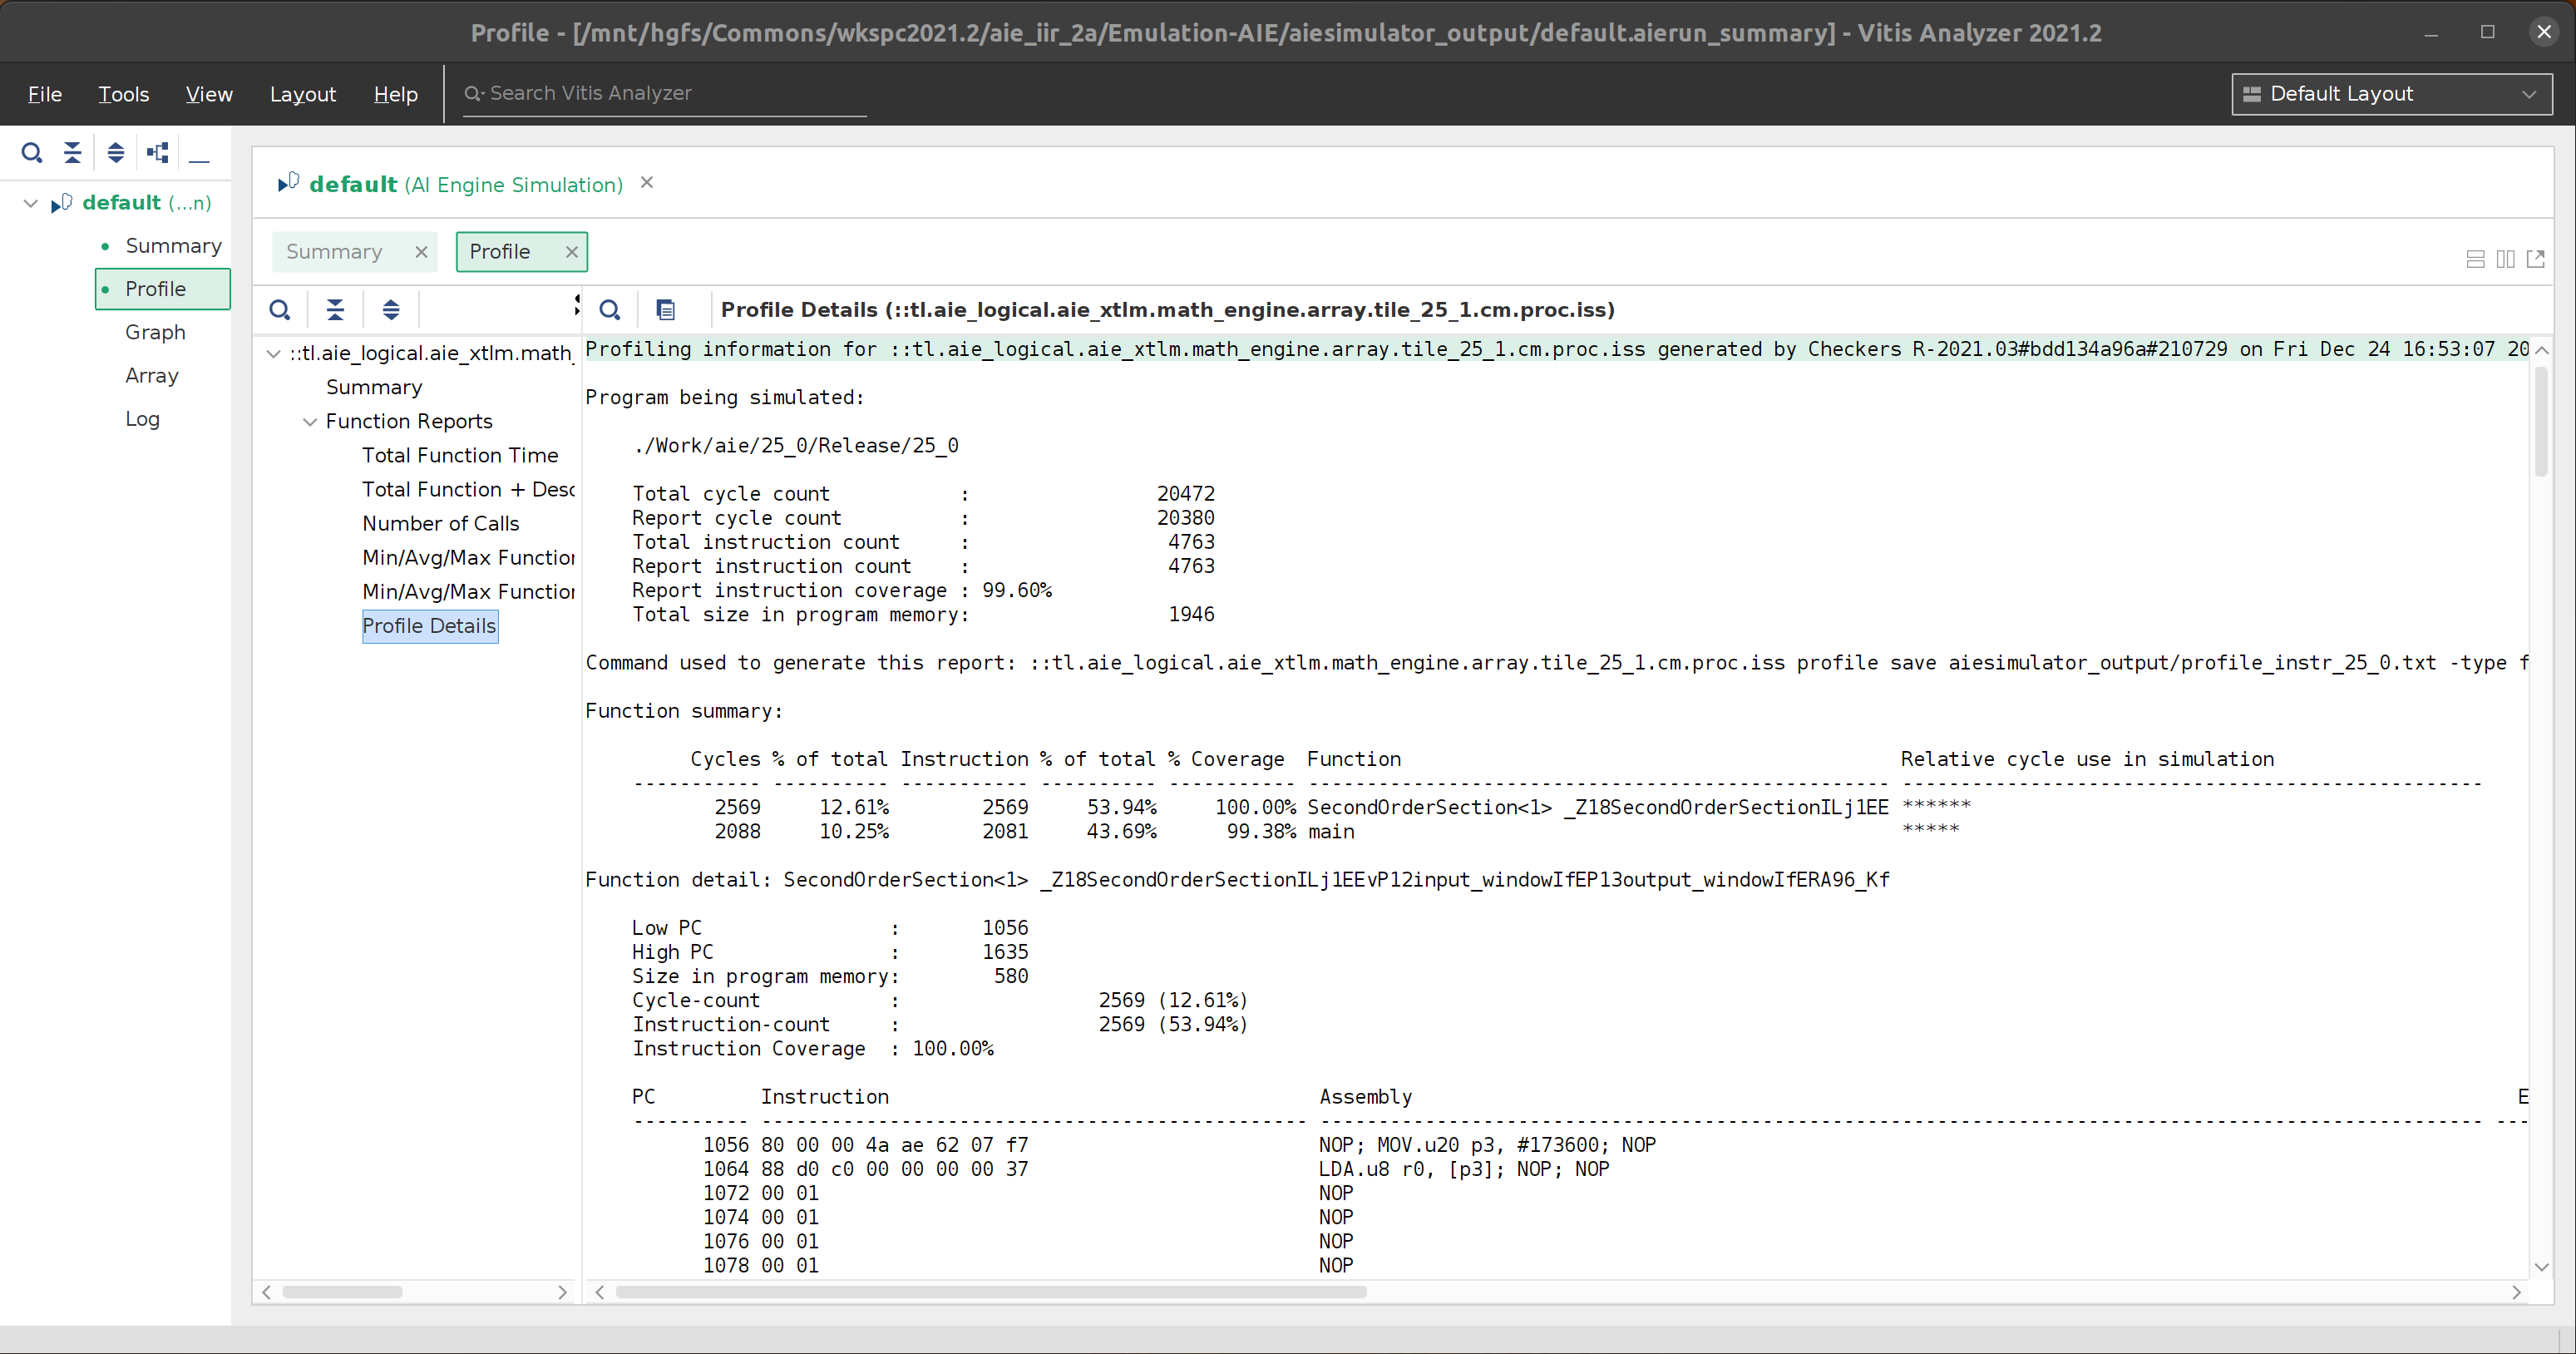 Profile - [/mnt/hgfs/Commons/wkspc2021.2/aie_iir_2a/Emulation-AIE/aiesimulator_output/default.aierun_summary] - Vitis Analyzer 2021.2
File Tools View Layout Help Search Vitis Analyzer Default Layout
default (...n)
Summary
Profile
Graph
Array
Log
default (AI Engine Simulation)
Summary Profile
Profile Details (::tl.aie_logical.aie_xtlm.math_engine.array.tile_25_1.cm.proc.iss)
::tl.aie_logical.aie_xtlm.math_
Summary
Function Reports
Total Function Time
Total Function + Desc
Number of Calls
Min/Avg/Max Function
Min/Avg/Max Function
Profile Details
Profiling information for ::tl.aie_logical.aie_xtlm.math_engine.array.tile_25_1.cm.proc.iss generated by Checkers R-2021.03#bdd134a96a#210729 on Fri Dec 24 16:53:07 20
Program being simulated:
./Work/aie/25_0/Release/25_0
Total cycle count : 20472
Report cycle count : 20380
Total instruction count : 4763
Report instruction count : 4763
Report instruction coverage : 99.60%
Total size in program memory: 1946
Command used to generate this report: ::tl.aie_logical.aie_xtlm.math_engine.array.tile_25_1.cm.proc.iss profile save aiesimulator_output/profile_instr_25_0.txt -type f
Function summary:
Cycles % of total Instruction % of total % Coverage Function Relative cycle use in simulation
----------- ---------- ----------- ---------- ----------- -------------------------------------------------- --------------------------------------------------
2569 12.61% 2569 53.94% 100.00% SecondOrderSection<1> _Z18SecondOrderSectionILj1EE ******
2088 10.25% 2081 43.69% 99.38% main *****
Function detail: SecondOrderSection<1> _Z18SecondOrderSectionILj1EEvP12input_windowIfEP13output_windowIfERA96_Kf
Low PC : 1056
High PC : 1635
Size in program memory: 580
Cycle-count : 2569 (12.61%)
Instruction-count : 2569 (53.94%)
Instruction Coverage : 100.00%
PC Instruction Assembly E
---------- ----------------------------------------------- ---------------------------------------------------------------------------------------------------- ---
1056 80 00 00 4a ae 62 07 f7 NOP; MOV.u20 p3, #173600; NOP
1064 88 d0 c0 00 00 00 00 37 LDA.u8 r0, [p3]; NOP; NOP
1072 00 01 NOP
1074 00 01 NOP
1076 00 01 NOP
1078 00 01 NOP